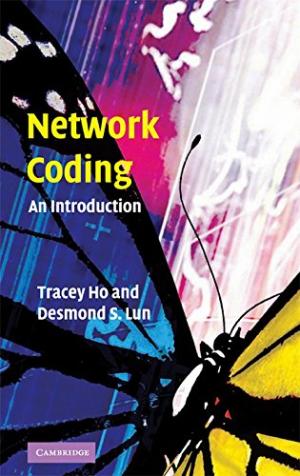 Network
Coding
An Introduction
Tracey Ho and
Desmond S. Lun
CAMBRIDGE